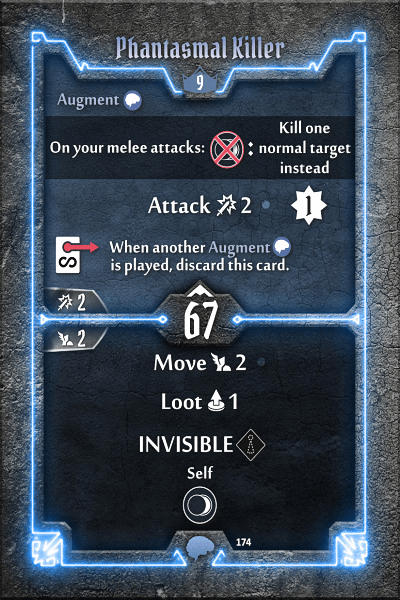 Phantasmal Killer
9
Augment
On your melee attacks: : Kill one
normal target
instead
Attack 2 1
S
When another Augment
is played, discard this card.
2
67
2
Move 2
Loot 1
INVISIBLE
Self
174